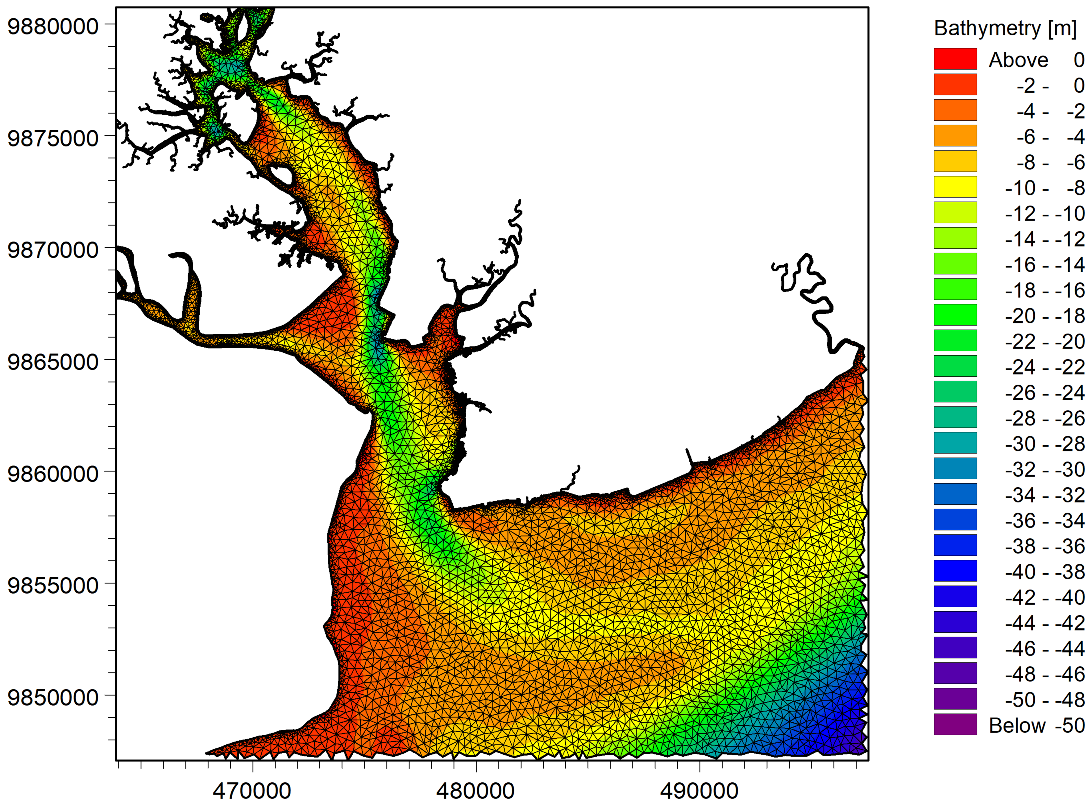 9880000
9875000
9870000
9865000
9860000
9855000
9850000
470000 480000 490000
Bathymetry [m]
Above 0
-2 - 0
-4 - -2
-6 - -4
-8 - -6
-10 - -8
-12 - -10
-14 - -12
-16 - -14
-18 - -16
-20 - -18
-22 - -20
-24 - -22
-26 - -24
-28 - -26
-30 - -28
-32 - -30
-34 - -32
-36 - -34
-38 - -36
-40 - -38
-42 - -40
-44 - -42
-46 - -44
-48 - -46
-50 - -48
Below -50